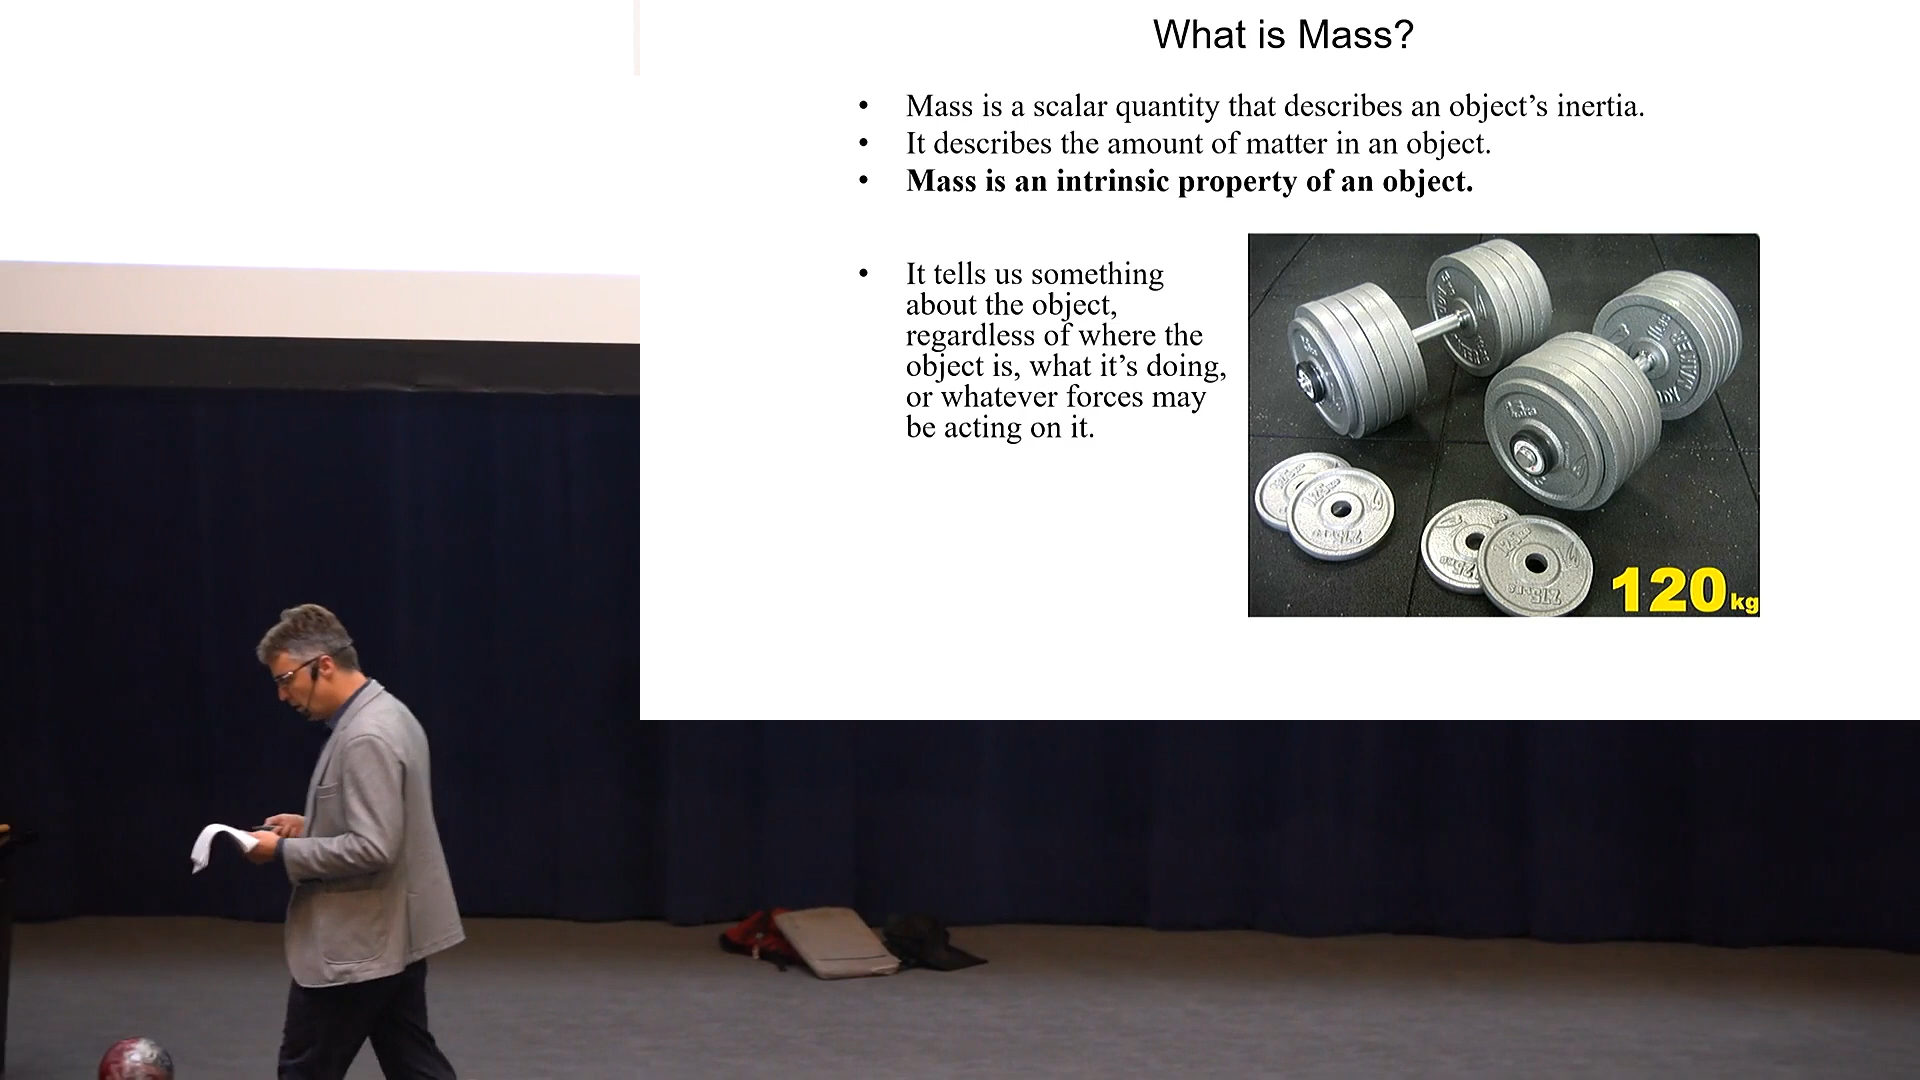 What is Mass?
• Mass is a scalar quantity that describes an object’s inertia.
• It describes the amount of matter in an object.
• Mass is an intrinsic property of an object.
• It tells us something
about the object,
regardless of where the
object is, what it’s doing,
or whatever forces may
be acting on it.
120kg